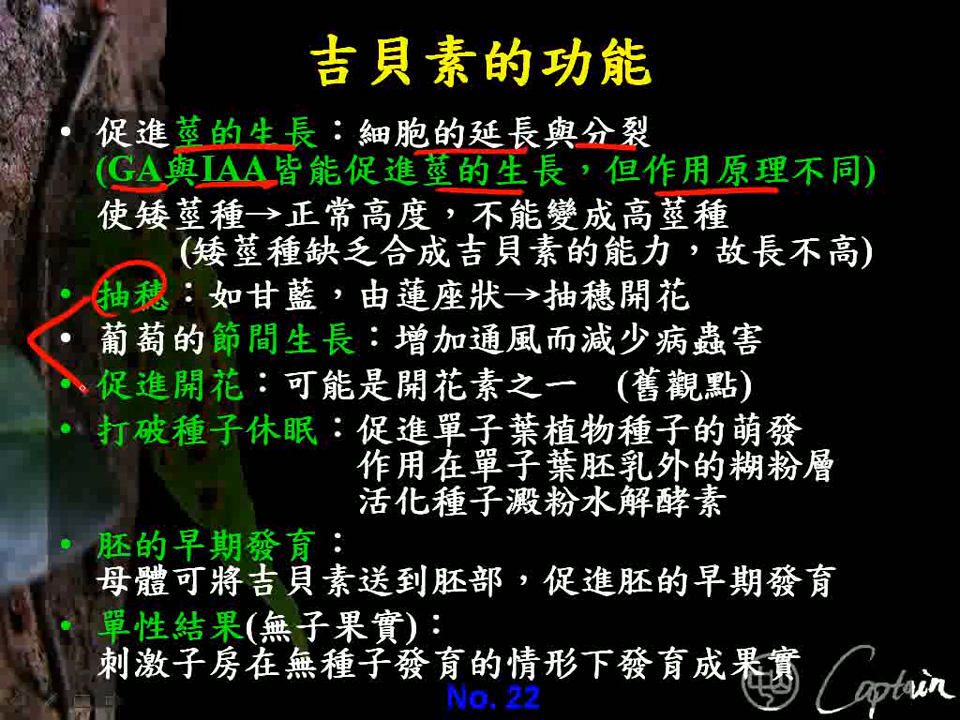 吉貝素的功能
• 促進莖的生長：細胞的延長與分裂
(GA與IAA皆能促進莖的生長，但作用原理不同)
使矮莖種→正常高度，不能變成高莖種
(矮莖種缺乏合成吉貝素的能力，故長不高)
• 抽穗：如甘藍，由蓮座狀→抽穗開花
• 葡萄的節間生長：增加通風而減少病蟲害
• 促進開花：可能是開花素之一 (舊觀點)
• 打破種子休眠：促進單子葉植物種子的萌發
作用在單子葉胚乳外的糊粉層
活化種子澱粉水解酵素
• 胚的早期發育：
母體可將吉貝素送到胚部，促進胚的早期發育
• 單性結果(無子果實)：
刺激子房在無種子發育的情形下發育成果實
No. 22
Captain